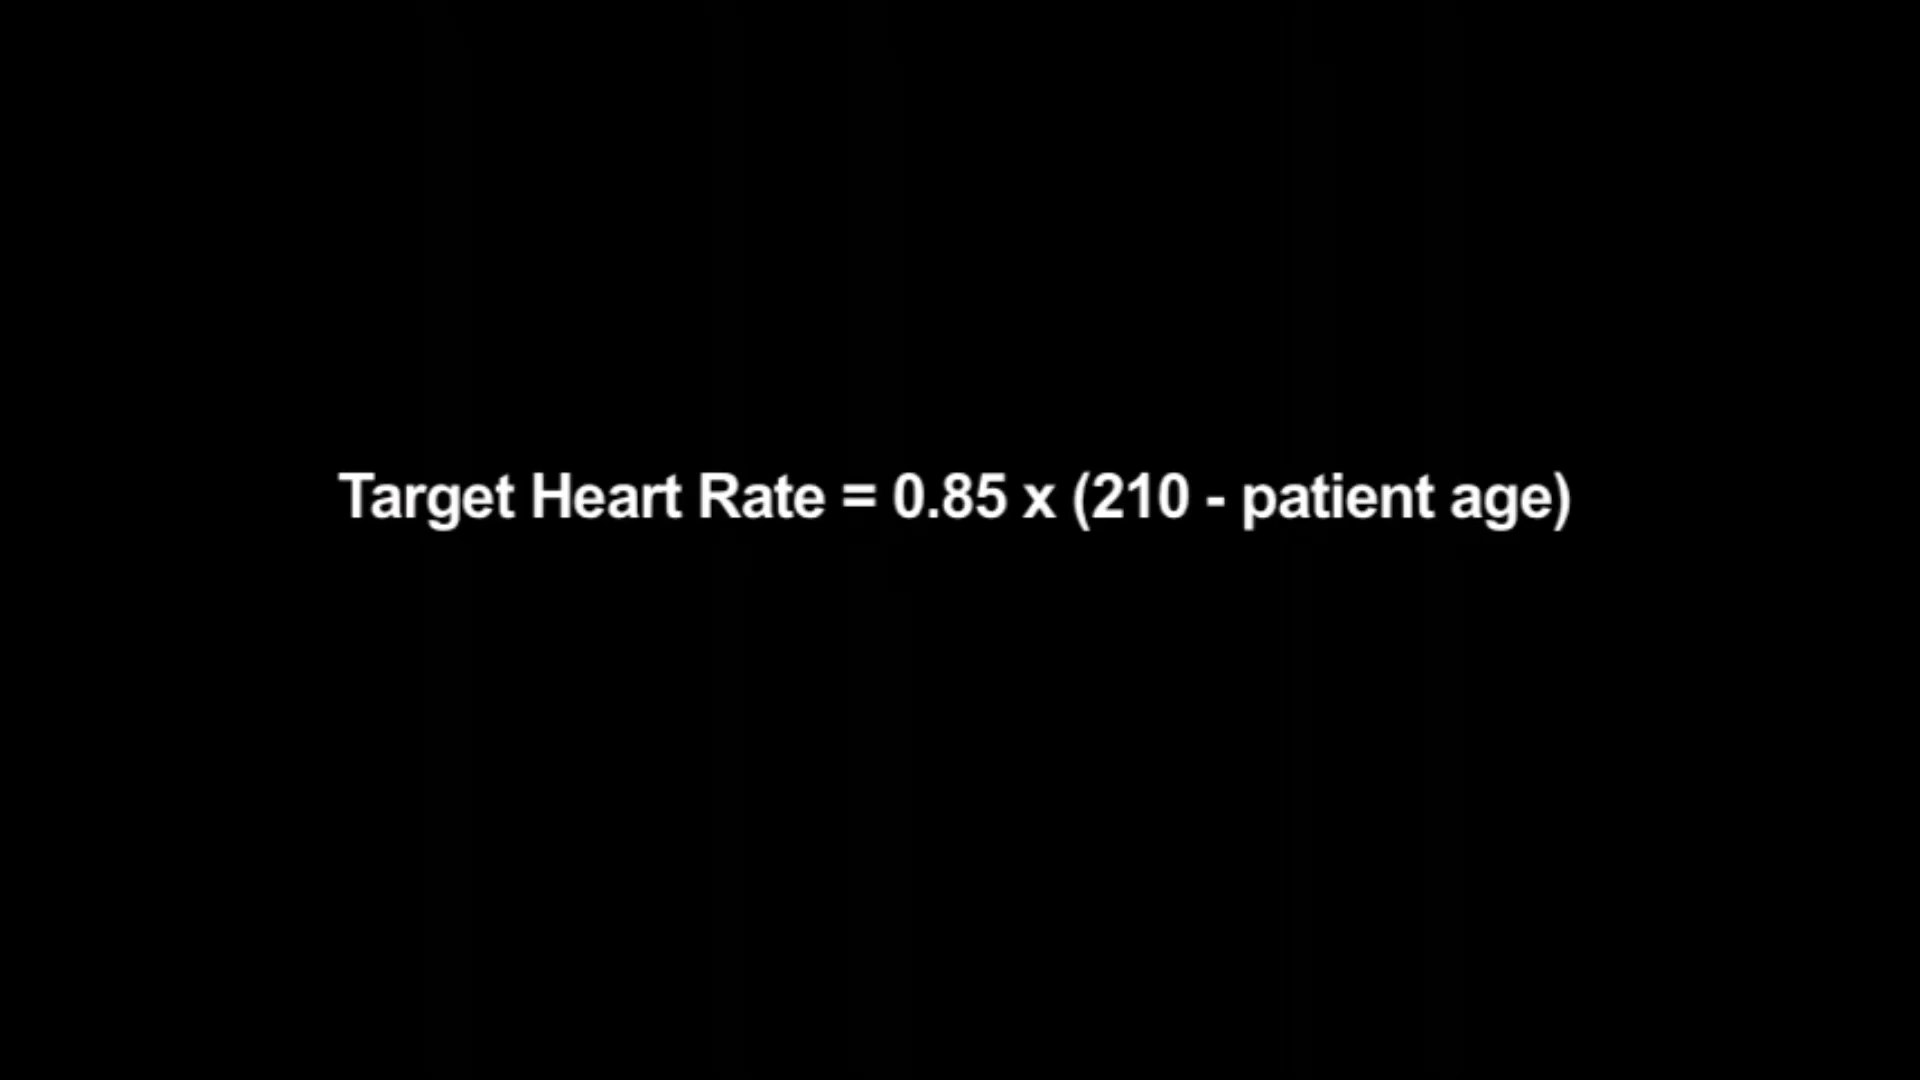 Target Heart Rate = 0.85 x (210 - patient age)